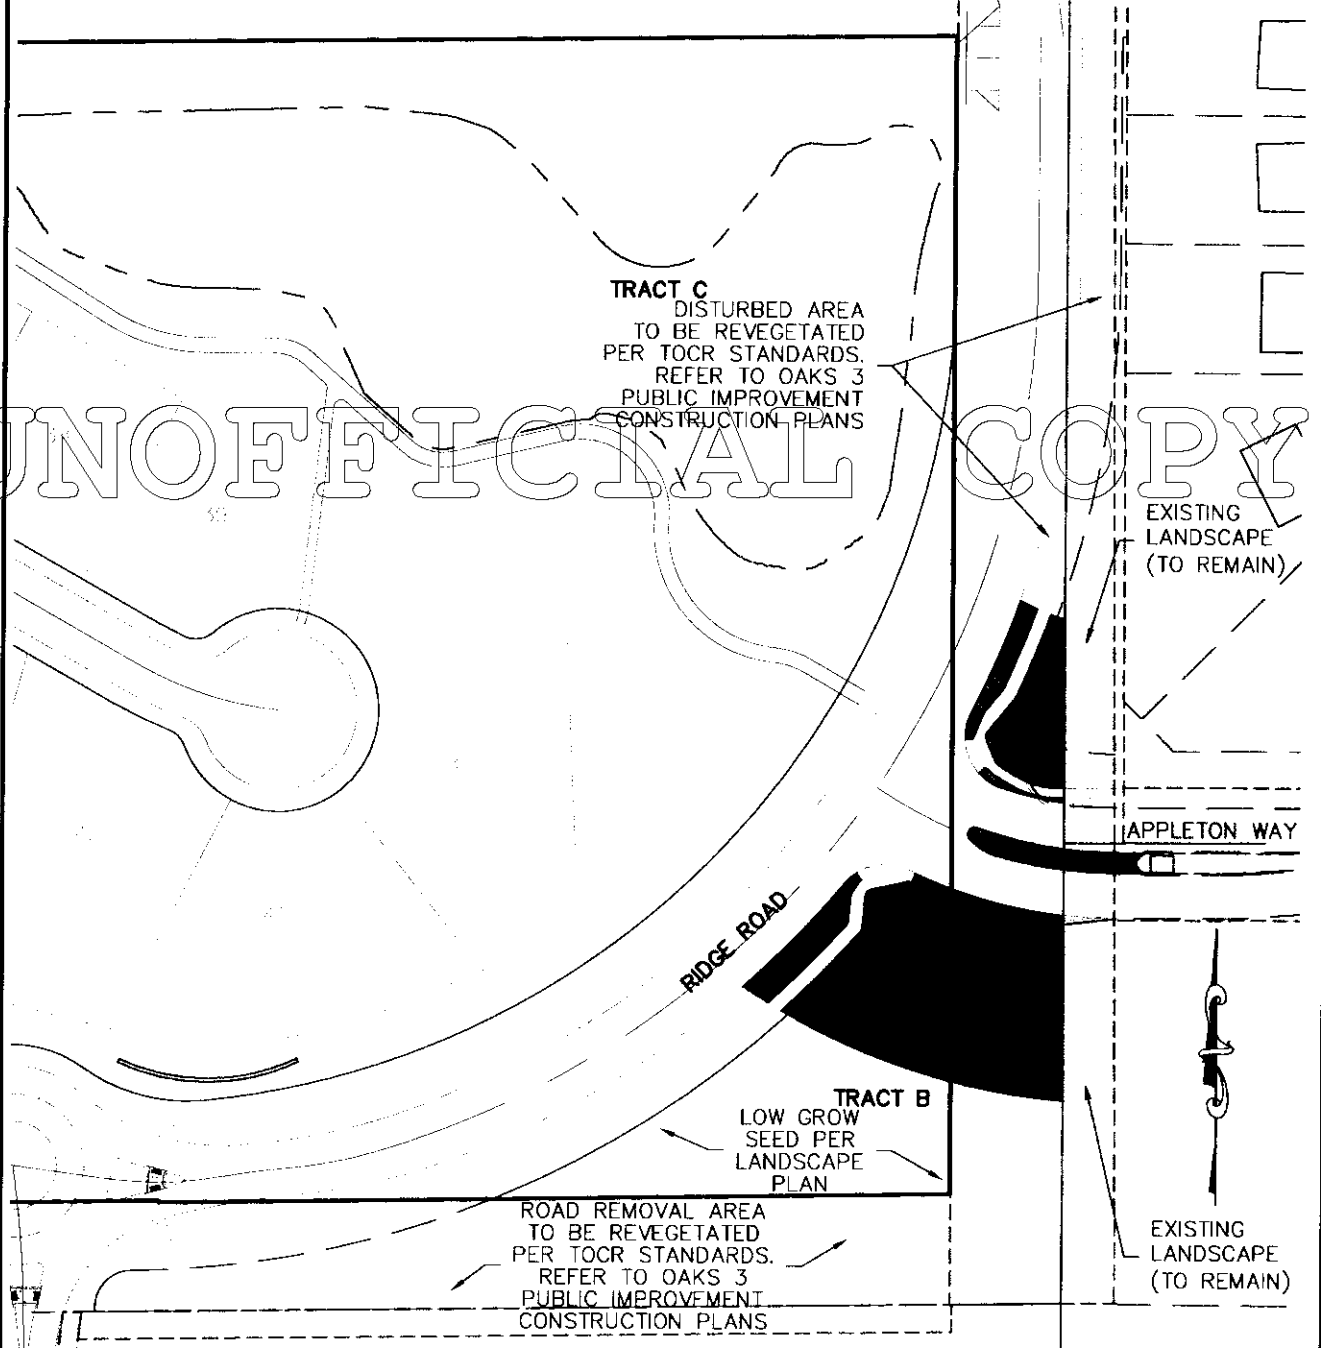 TRACT C
DISTURBED AREA
TO BE REVEGETATED
PER TOCR STANDARDS.
REFER TO OAKS 3
PUBLIC IMPROVEMENT
CONSTRUCTION PLANS
UNOFFICIAL COPY
EXISTING
LANDSCAPE
(TO REMAIN)
APPLETON WAY
RIDGE ROAD
TRACT B
LOW GROW
SEED PER
LANDSCAPE
PLAN
ROAD REMOVAL AREA
TO BE REVEGETATED
PER TOCR STANDARDS.
REFER TO OAKS 3
PUBLIC IMPROVEMENT
CONSTRUCTION PLANS
EXISTING
LANDSCAPE
(TO REMAIN)